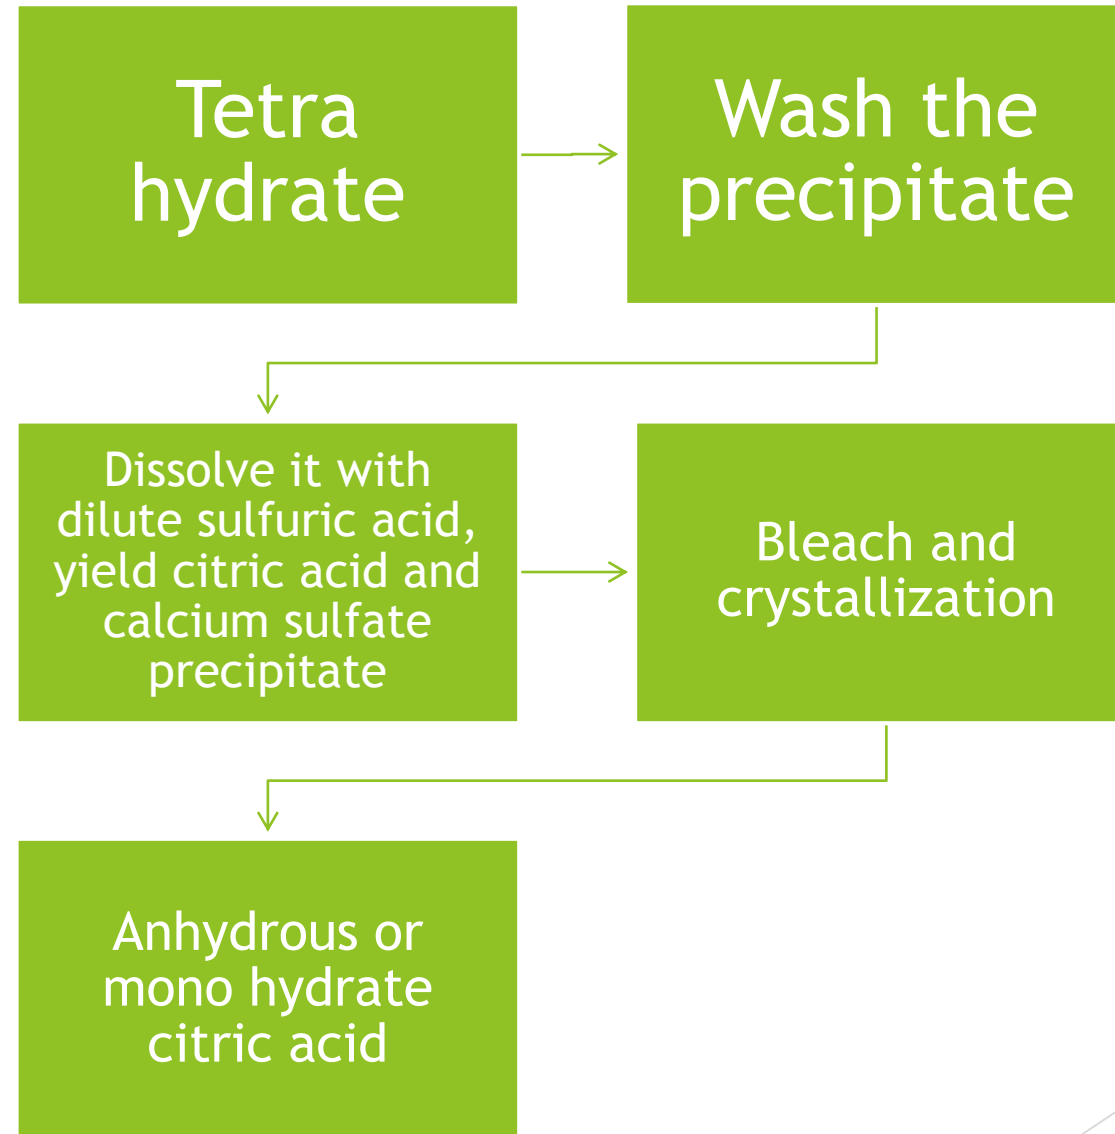 Tetra
hydrate
Wash the
precipitate
Dissolve it with
dilute sulfuric acid,
yield citric acid and
calcium sulfate
precipitate
Bleach and
crystallization
Anhydrous or
mono hydrate
citric acid